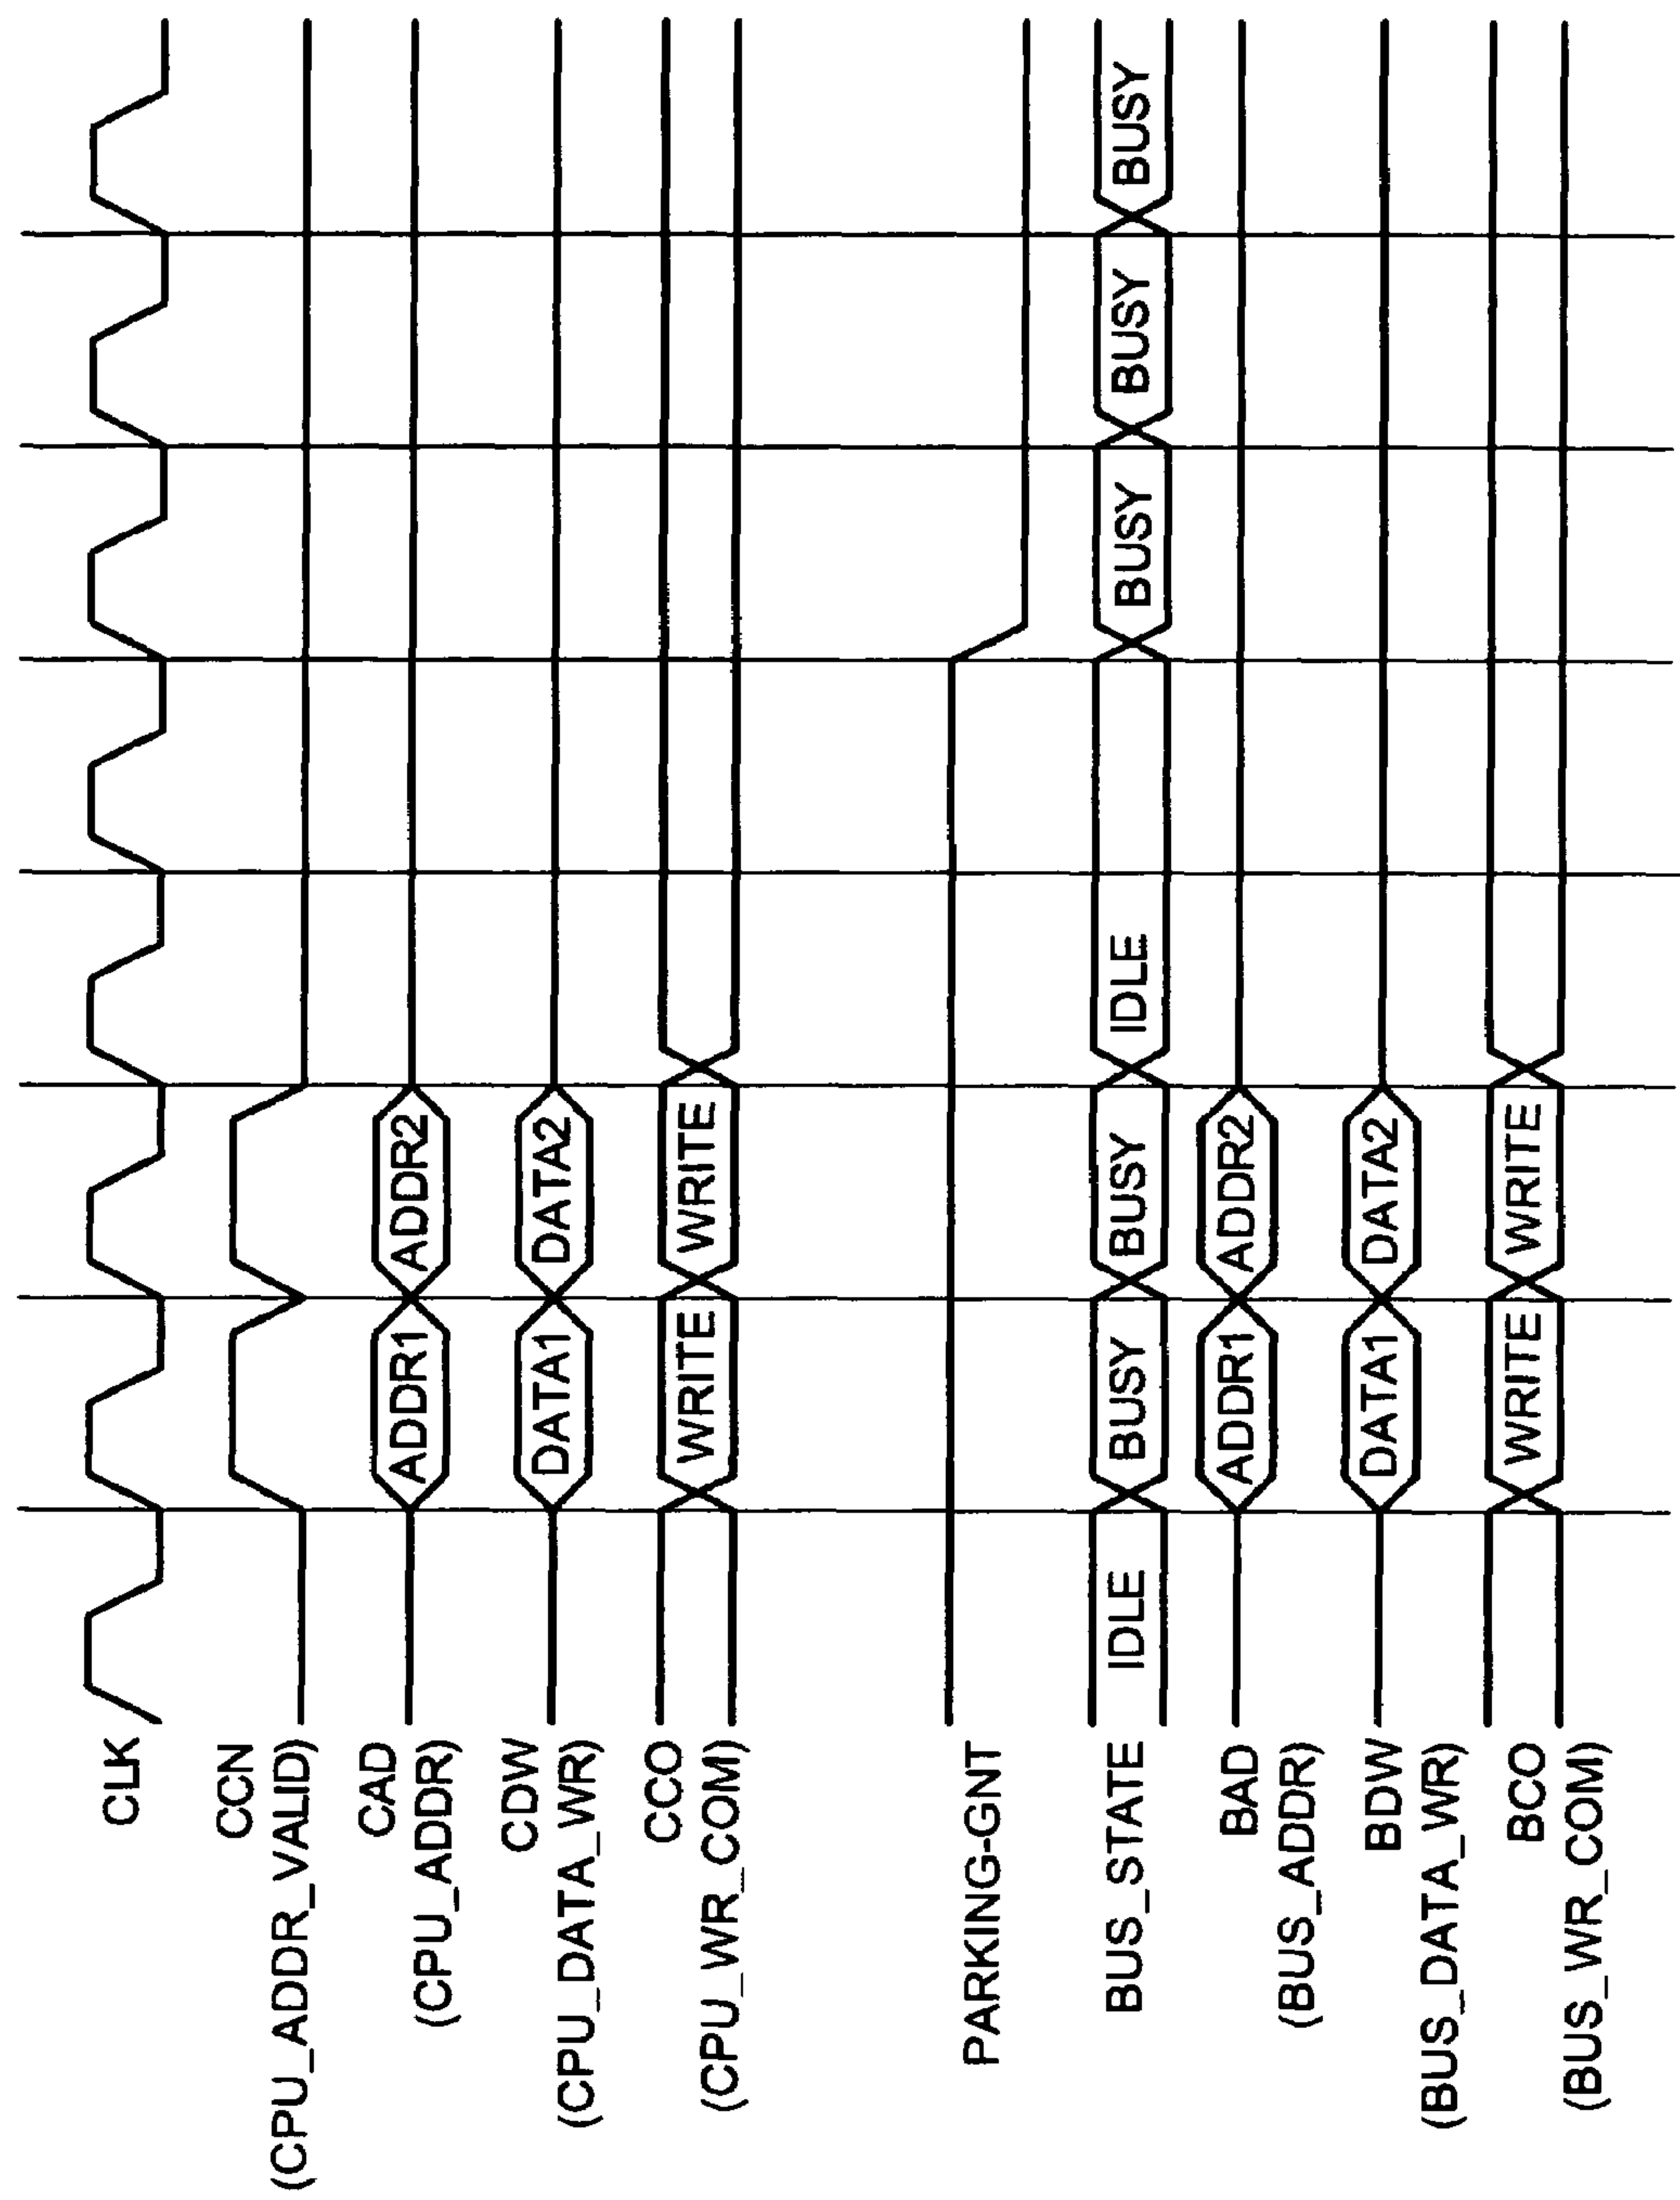 CLK
CCN
(CPU_ADDR_VALID)
CAD
(CPU_ADDR)
ADDR1
ADDR2
CDW
(CPU_DATA_WR)
DATA1
DATA2
CCO
(CPU_WR_COM)
WRITE
WRITE
PARKING-GNT
BUS_STATE
IDLE
BUSY
BUSY
IDLE
BUSY
BUSY
BUSY
BAD
(BUS_ADDR)
ADDR1
ADDR2
BDW
(BUS_DATA_WR)
DATA1
DATA2
BCO
(BUS_WR_COM)
WRITE
WRITE